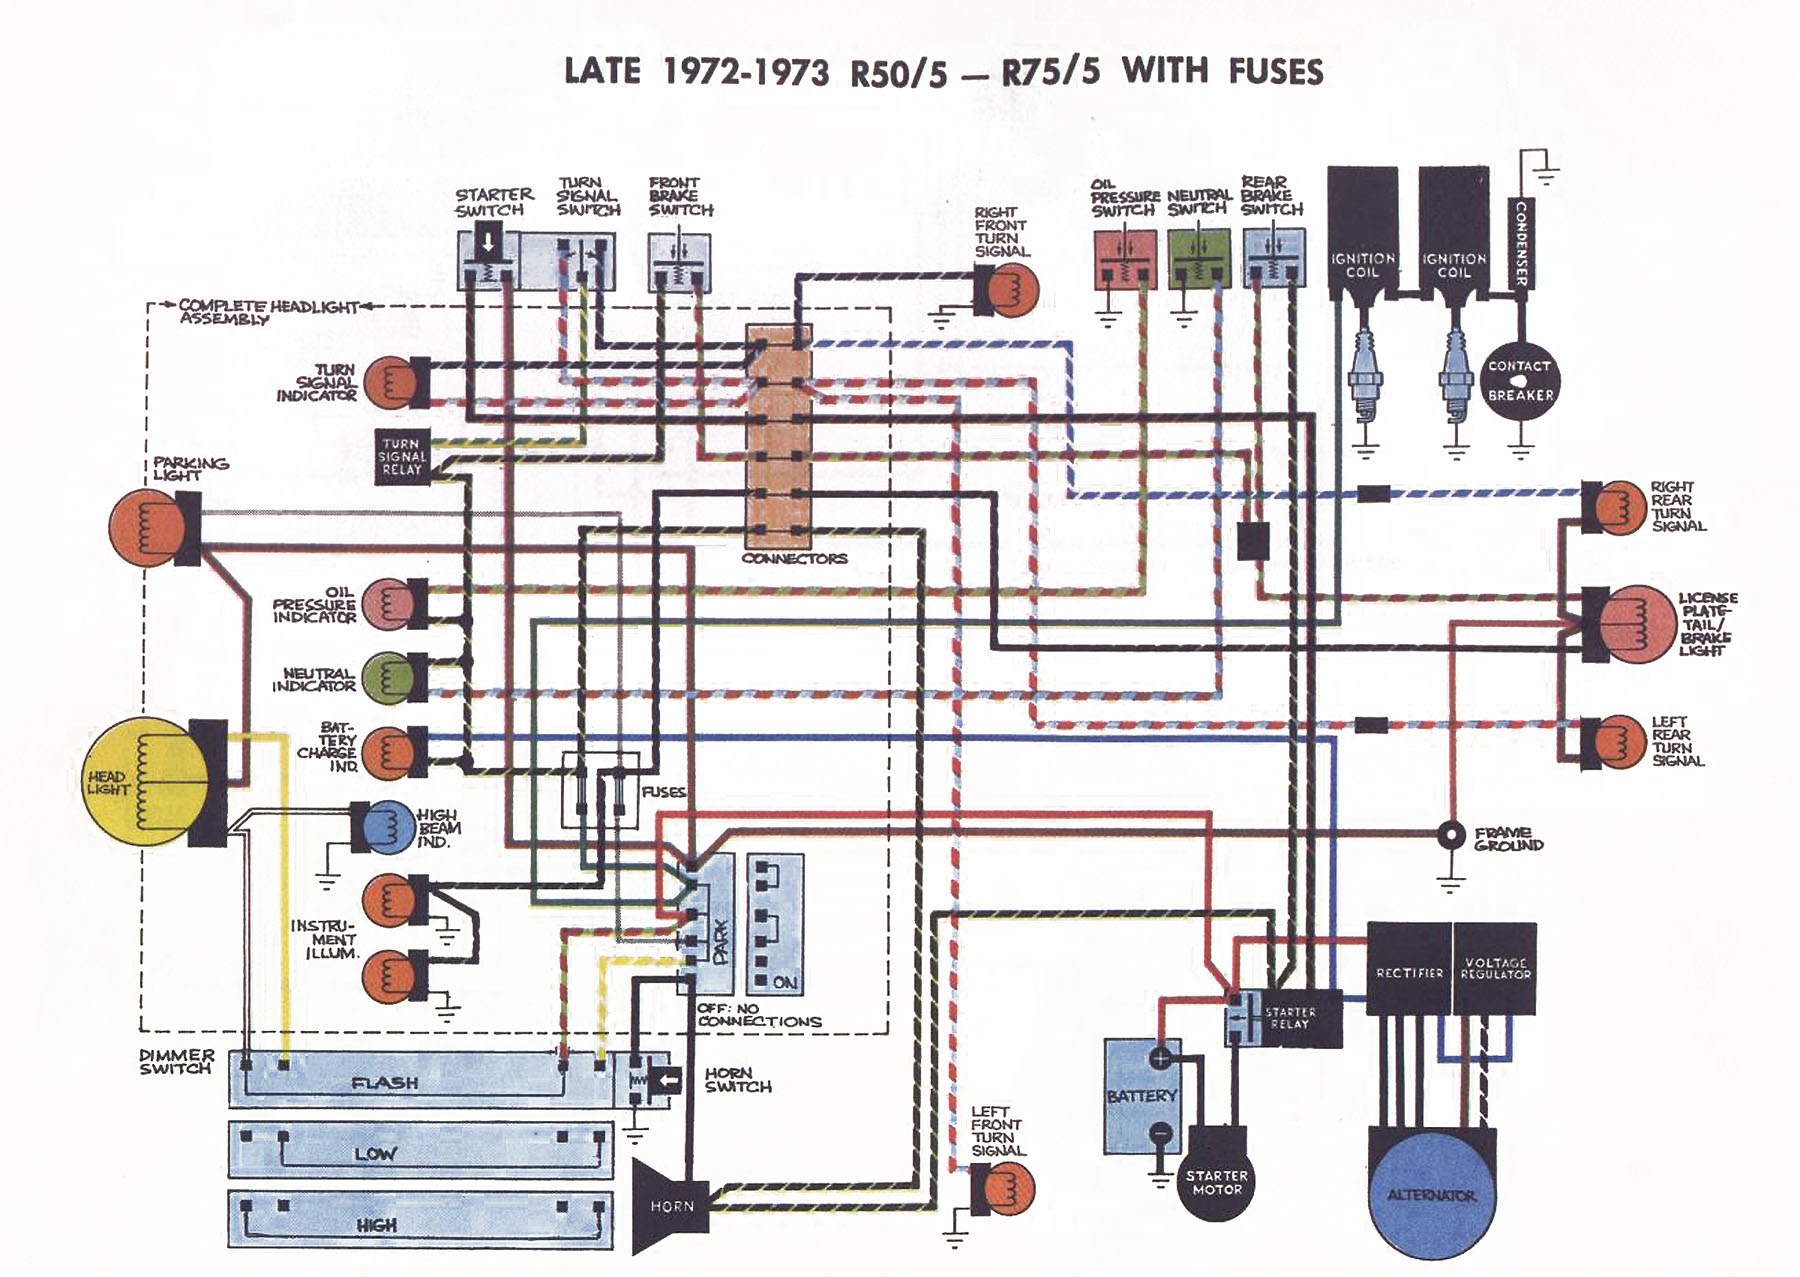 LATE 1972-1973 R50/5 — R75/5 WITH FUSES
STARTER
SWITCH
TURN
SIGNAL
SWITCH
FRONT
BRAKE
SWITCH
RIGHT
FRONT
TURN
SIGNAL
OIL
PRESSURE
SWITCH
NEUTRAL
SWITCH
REAR
BRAKE
SWITCH
IGNITION
COIL
IGNITION
COIL
CONDENSER
COMPLETE HEADLIGHT
ASSEMBLY
TURN
SIGNAL
INDICATOR
CONTACT
BREAKER
TURN
SIGNAL
RELAY
PARKING
LIGHT
RIGHT
REAR
TURN
SIGNAL
CONNECTORS
OIL
PRESSURE
INDICATOR
LICENSE
PLATE-
TAIL/
BRAKE
LIGHT
NEUTRAL
INDICATOR
BAT-
TERY
CHARGE
IND.
LEFT
REAR
TURN
SIGNAL
HEAD
LIGHT
FUSES
HIGH
BEAM
IND.
FRAME
GROUND
INSTRU-
MENT
ILLUM.
PARK
ON
OFF: NO
CONNECTIONS
RECTIFIER
VOLTAGE
REGULATOR
STARTER
RELAY
DIMMER
SWITCH
FLASH
HORN
SWITCH
BATTERY
+
−
LOW
LEFT
FRONT
TURN
SIGNAL
STARTER
MOTOR
HORN
ALTERNATOR
HIGH